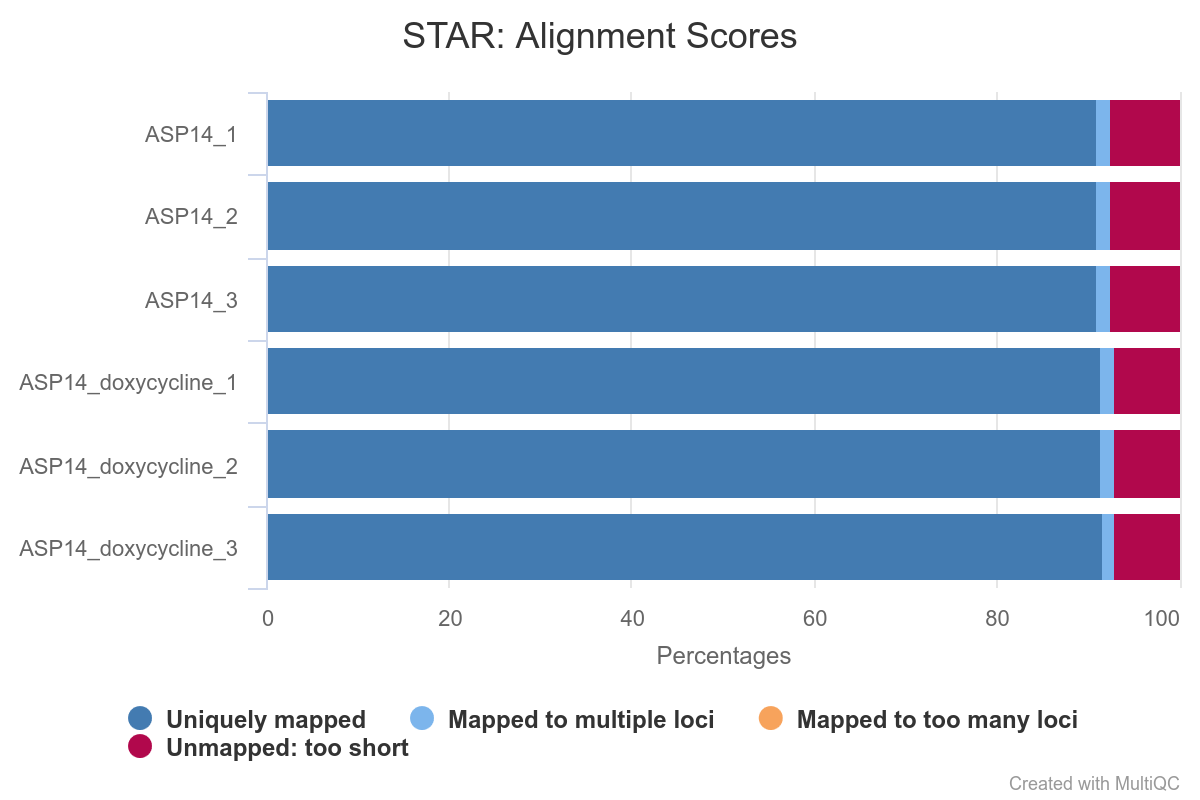 STAR: Alignment Scores
ASP14_1
ASP14_2
ASP14_3
ASP14_doxycycline_1
ASP14_doxycycline_2
ASP14_doxycycline_3
0 20 40 60 80 100
Percentages
Uniquely mapped Mapped to multiple loci Mapped to too many loci
Unmapped: too short
Created with MultiQC